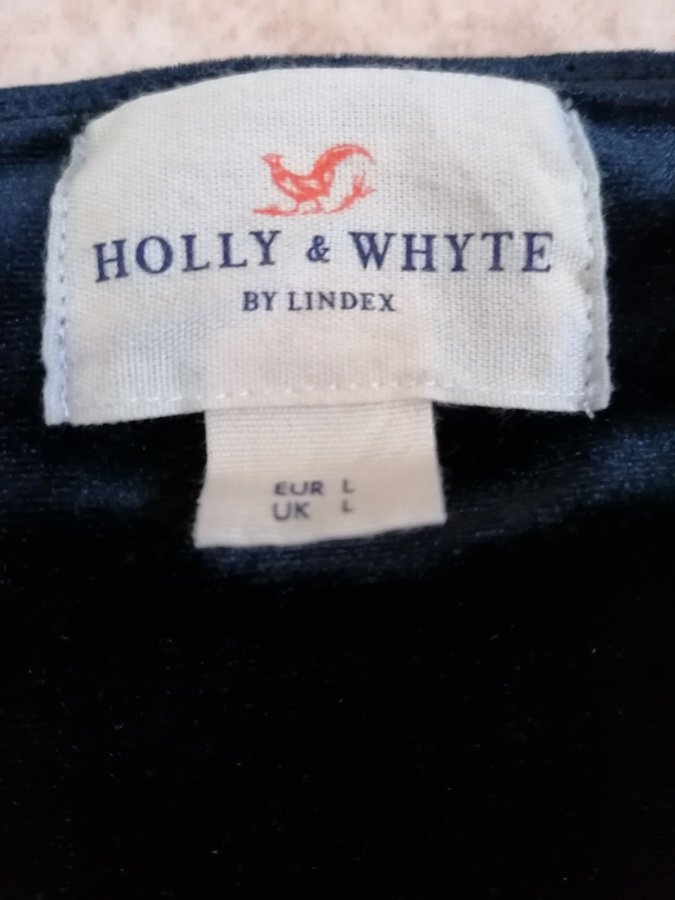 HOLLY & WHYTE
BY LINDEX
EUR L
UK L